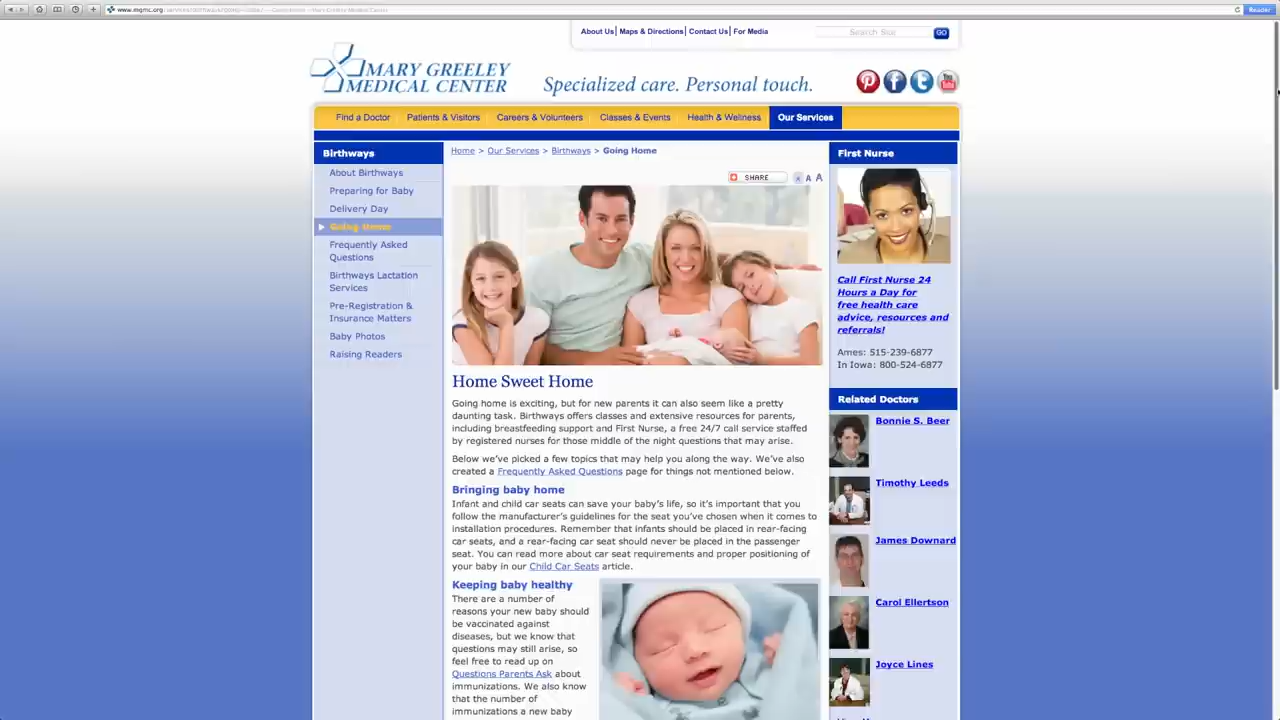 www.mgmc.org
Mary Greeley Medical Center
Reader
About Us | Maps & Directions | Contact Us | For Media
Search Site
GO
MARY GREELEY
MEDICAL CENTER
Specialized care. Personal touch.
Find a Doctor
Patients & Visitors
Careers & Volunteers
Classes & Events
Health & Wellness
Our Services
Birthways
About Birthways
Preparing for Baby
Delivery Day
Going Home
Frequently Asked
Questions
Birthways Lactation
Services
Pre-Registration &
Insurance Matters
Baby Photos
Raising Readers
Home > Our Services > Birthways > Going Home
SHARE
A A A
Home Sweet Home
Going home is exciting, but for new parents it can also seem like a pretty
daunting task. Birthways offers classes and extensive resources for parents,
including breastfeeding support and First Nurse, a free 24/7 call service staffed
by registered nurses for those middle of the night questions that may arise.
Below we've picked a few topics that may help you along the way. We've also
created a Frequently Asked Questions page for things not mentioned below.
Bringing baby home
Infant and child car seats can save your baby's life, so it's important that you
follow the manufacturer's guidelines for the seat you've chosen when it comes to
installation procedures. Remember that infants should be placed in rear-facing
car seats, and a rear-facing car seat should never be placed in the passenger
seat. You can read more about car seat requirements and proper positioning of
your baby in our Child Car Seats article.
Keeping baby healthy
There are a number of
reasons your new baby should
be vaccinated against
diseases, but we know that
questions may still arise, so
feel free to read up on
Questions Parents Ask about
immunizations. We also know
that the number of
immunizations a new baby
First Nurse
Call First Nurse 24
Hours a Day for
free health care
advice, resources and
referrals!
Ames: 515-239-6877
In Iowa: 800-524-6877
Related Doctors
Bonnie S. Beer
Timothy Leeds
James Downard
Carol Ellertson
Joyce Lines